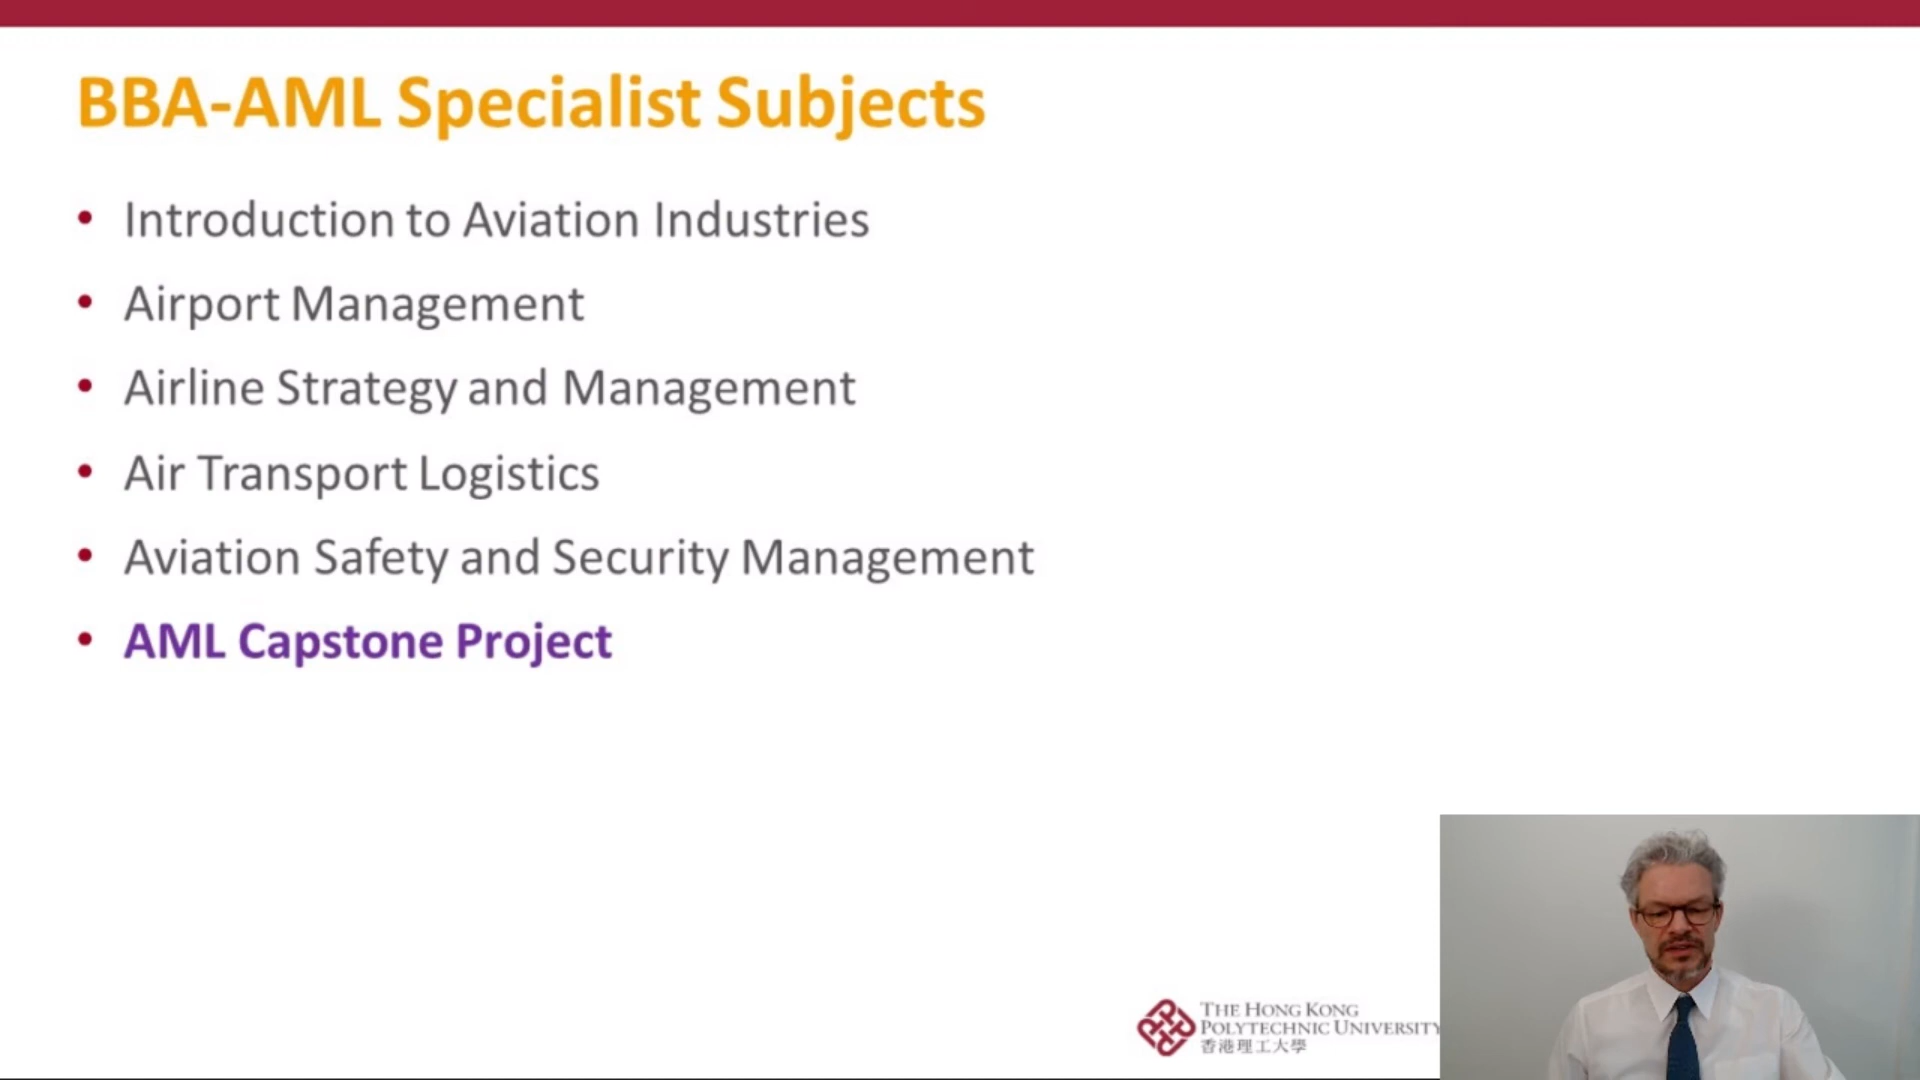 BBA-AML Specialist Subjects
• Introduction to Aviation Industries
• Airport Management
• Airline Strategy and Management
• Air Transport Logistics
• Aviation Safety and Security Management
• AML Capstone Project
THE HONG KONG
POLYTECHNIC UNIVERSITY
香港理工大學